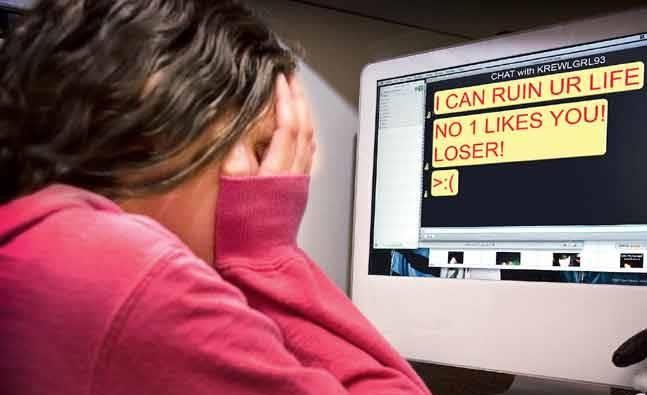 CHAT with KREWLGRL93
I CAN RUIN UR LIFE
NO 1 LIKES YOU!
LOSER!
>:(